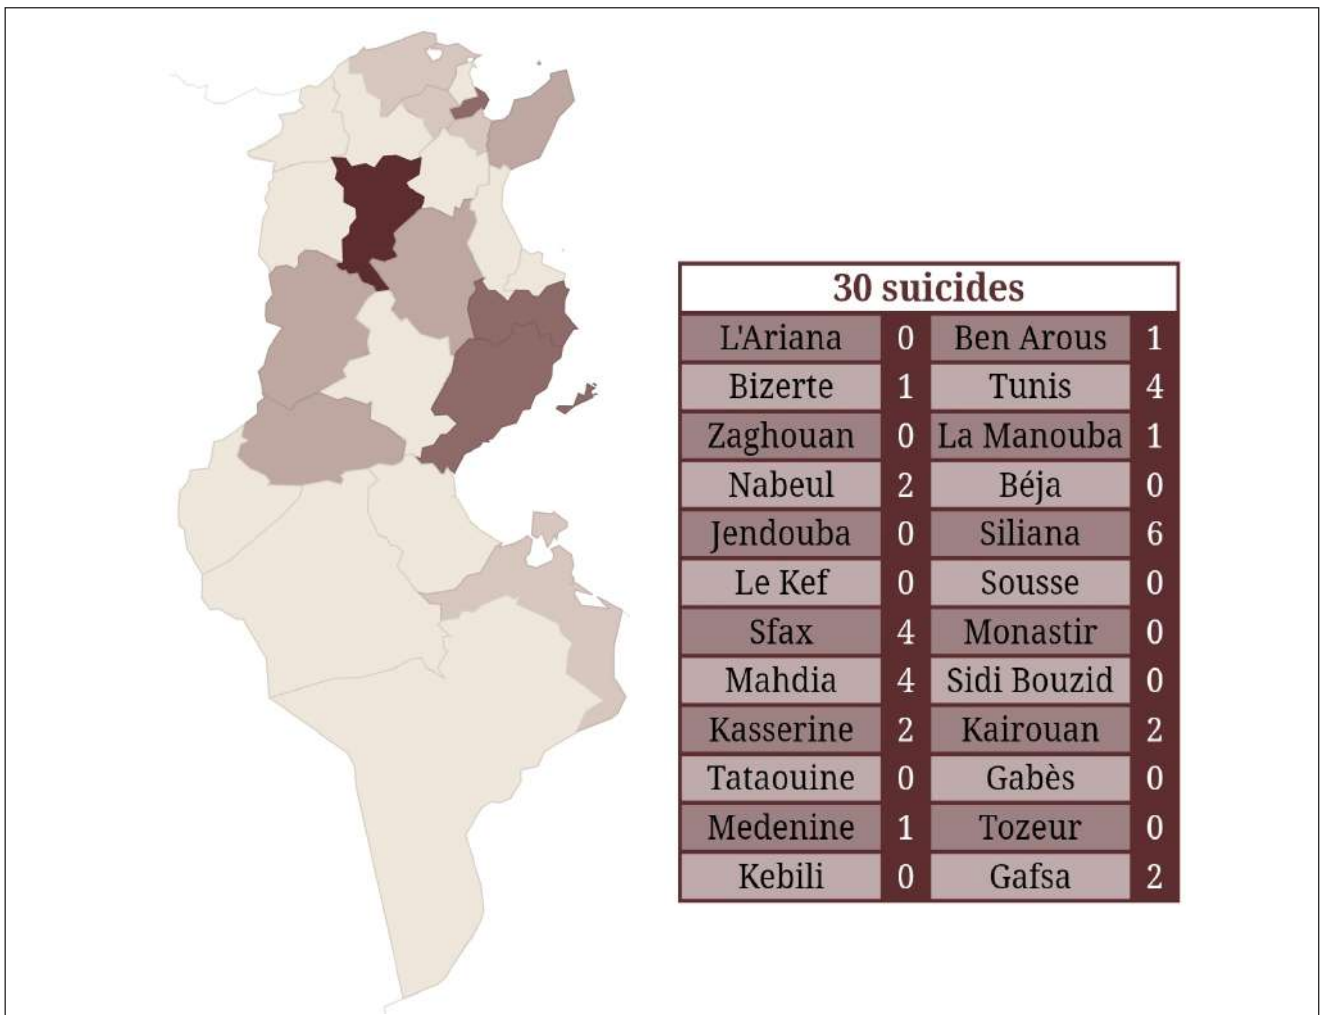 30 suicides
L'Ariana 0 Ben Arous 1
Bizerte 1 Tunis 4
Zaghouan 0 La Manouba 1
Nabeul 2 Béja 0
Jendouba 0 Siliana 6
Le Kef 0 Sousse 0
Sfax 4 Monastir 0
Mahdia 4 Sidi Bouzid 0
Kasserine 2 Kairouan 2
Tataouine 0 Gabès 0
Medenine 1 Tozeur 0
Kebili 0 Gafsa 2